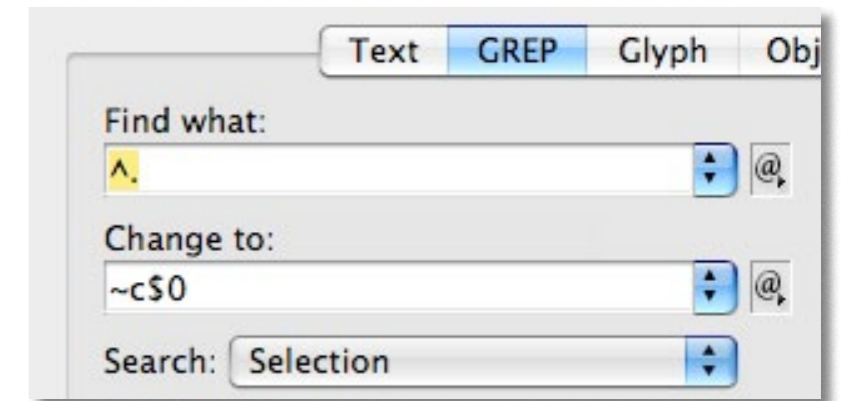 Text GREP Glyph Obj
Find what:
^.
@
Change to:
~c$0
@
Search: Selection